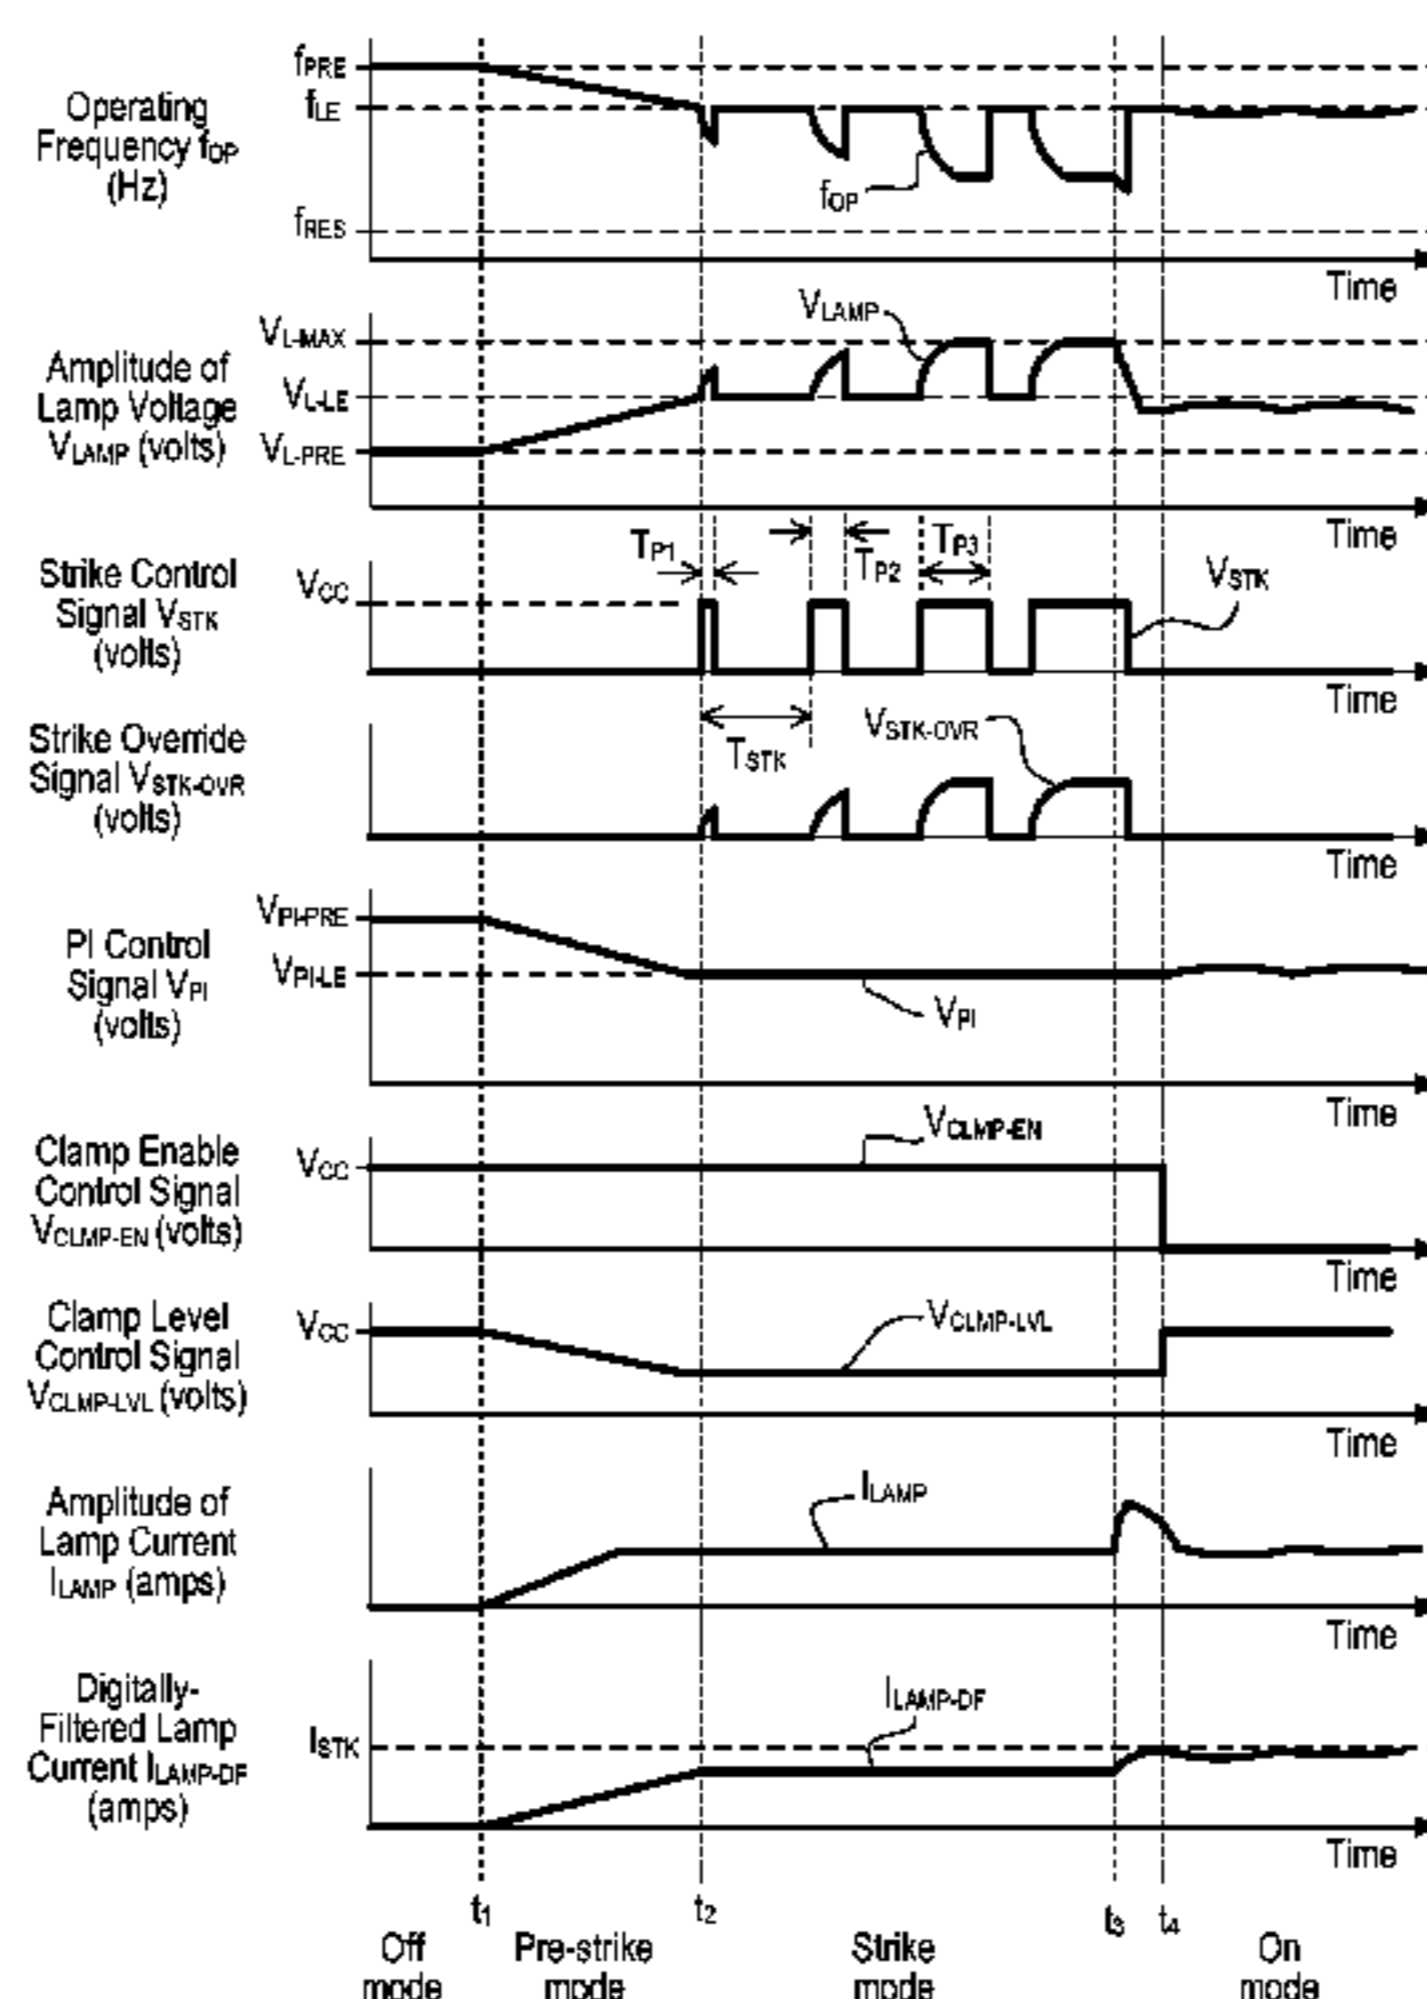 fPRE
fLE
Operating
Frequency fOP
(Hz)
fOP
fRES
Time
VLAMP
VL-MAX
Amplitude of
Lamp Voltage
VLAMP (volts)
VL-LE
VL-PRE
Time
TP1
TP2
TP3
Strike Control
Signal VSTK
(volts)
VCC
VSTK
Time
Strike Override
Signal VSTK-OVR
(volts)
TSTK
VSTK-OVR
Time
VPI-PRE
PI Control
Signal VPI
(volts)
VPI-LE
VPI
Time
VCLMP-EN
Clamp Enable
Control Signal
VCLMP-EN (volts)
VCC
Time
Clamp Level
Control Signal
VCLMP-LVL (volts)
VCC
VCLMP-LVL
Time
Amplitude of
Lamp Current
ILAMP (amps)
ILAMP
Time
Digitally-
Filtered Lamp
Current ILAMP-DF
(amps)
ISTK
ILAMP-DF
Time
t1 t2 t3 t4
Off
mode
Pre-strike
mode
Strike
mode
On
mode